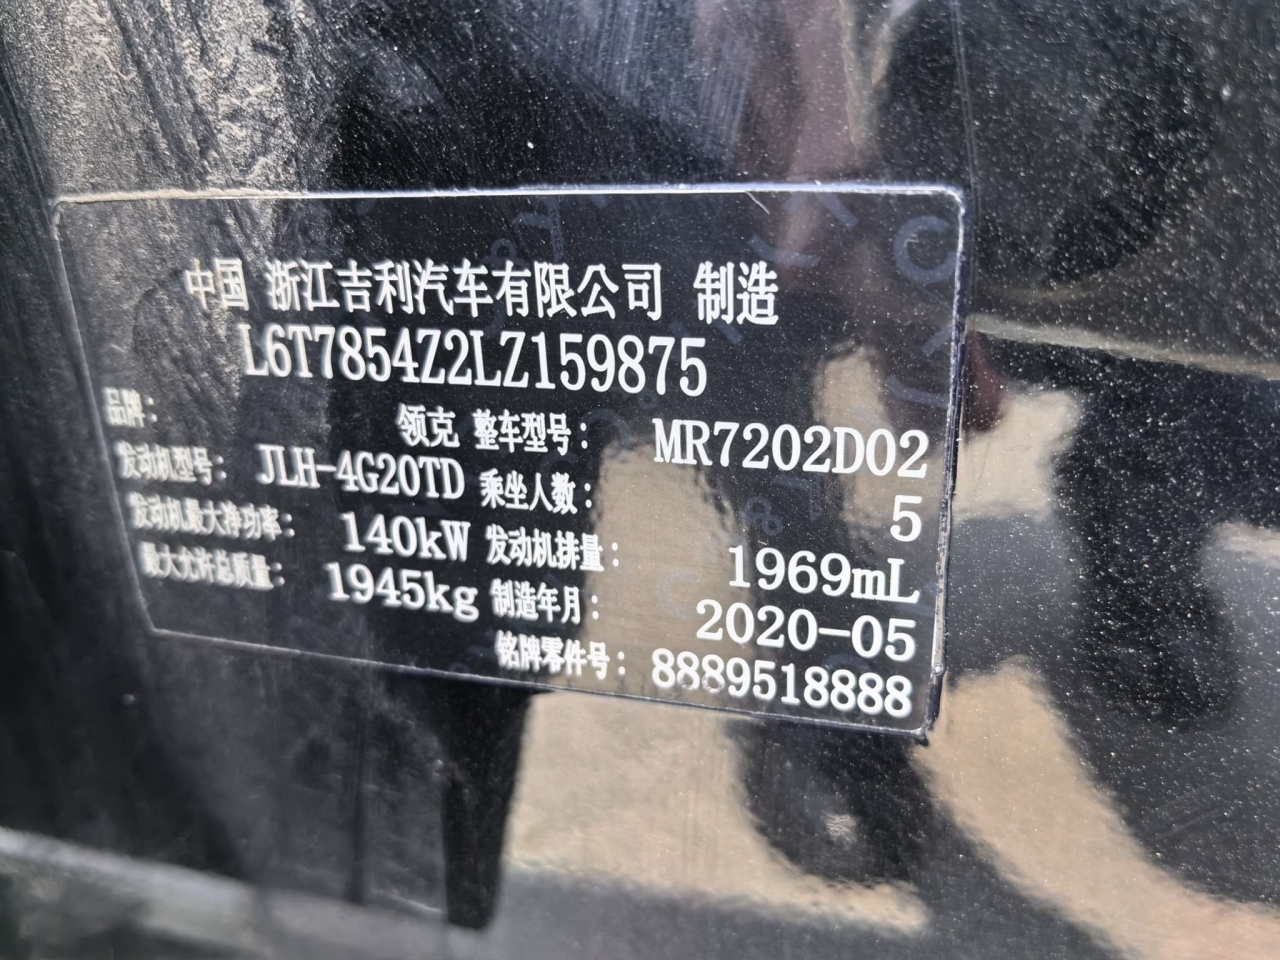 中国 浙江吉利汽车有限公司 制造
L6T7854Z2LZ159875
品牌： 领克 整车型号： MR7202D02
发动机型号： JLH-4G20TD 乘坐人数： 5
发动机最大净功率： 140kW 发动机排量： 1969mL
最大允许总质量： 1945kg 制造年月： 2020-05
铭牌零件号： 8889518888